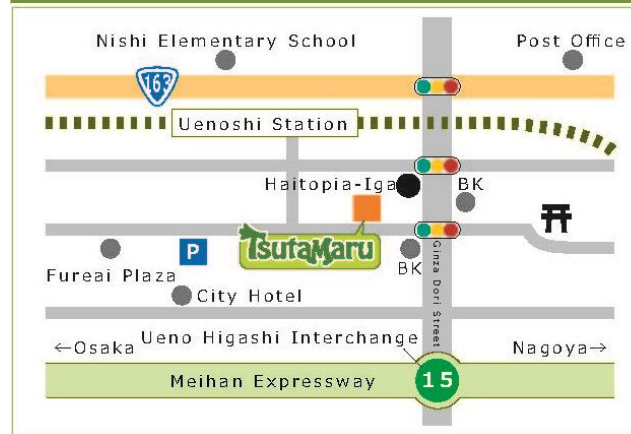 Nishi Elementary School
Post Office
163
Uenoshi Station
Haitopia-Iga
BK
P
TsutaMaru
BK
Fureai Plaza
City Hotel
Ginza Dori Street
Ueno Higashi Interchange
←Osaka
Nagoya→
Meihan Expressway
15